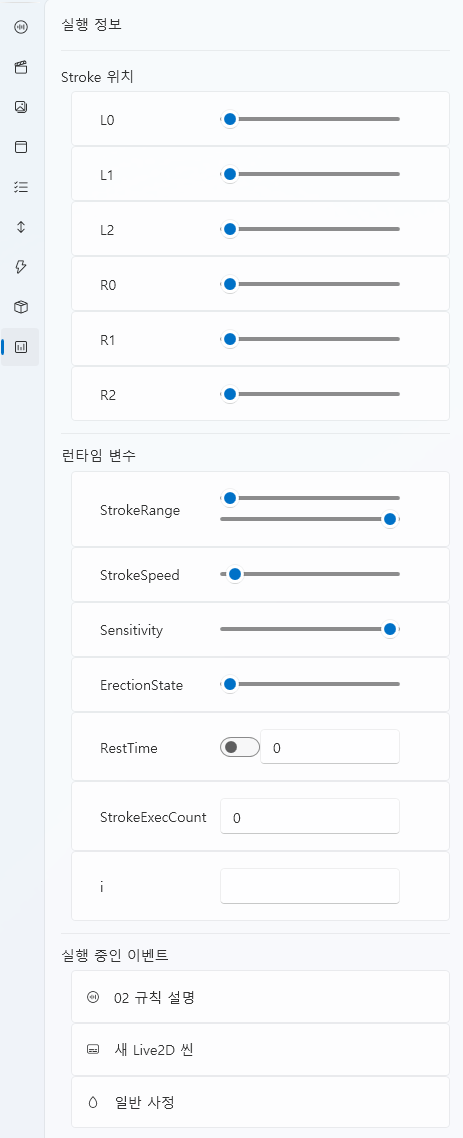 실행 정보
Stroke 위치
L0
L1
L2
R0
R1
R2
런타임 변수
StrokeRange
StrokeSpeed
Sensitivity
ErectionState
RestTime 0
StrokeExecCount 0
i
실행 중인 이벤트
02 규칙 설명
새 Live2D 씬
일반 사정